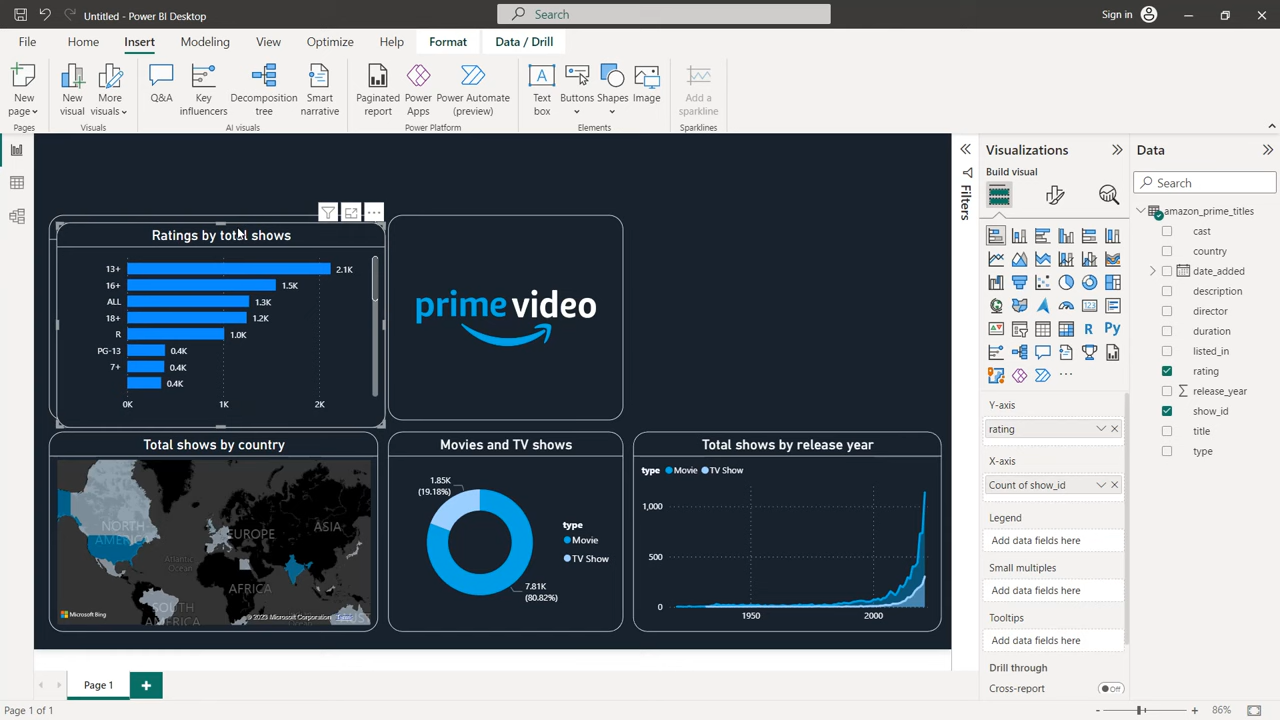 Untitled - Power BI Desktop
Search
Sign in
File
Home
Insert
Modeling
View
Optimize
Help
Format
Data / Drill
New page
New visual
More visuals
Q&A
Key influencers
Decomposition tree
Smart narrative
Paginated report
Power Apps
Power Automate (preview)
Text box
Buttons
Shapes
Image
Add a sparkline
Pages
Visuals
AI visuals
Power Platform
Elements
Sparklines
Ratings by total shows
13+
2.1K
16+
1.5K
ALL
1.3K
18+
1.2K
R
1.0K
PG-13
0.4K
7+
0.4K
0.4K
0K
1K
2K
prime video
Total shows by country
NORTH AMERICA
EUROPE
ASIA
Atlantic Ocean
AFRICA
SOUTH AMERICA
Microsoft Bing
© 2023 Microsoft Corporation
Terms
Movies and TV shows
1.85K
(19.18%)
type
Movie
TV Show
7.81K
(80.82%)
Total shows by release year
type
Movie
TV Show
1,000
500
0
1950
2000
Filters
Visualizations
Build visual
R
Py
123
Y-axis
rating
X-axis
Count of show_id
Legend
Add data fields here
Small multiples
Add data fields here
Tooltips
Add data fields here
Drill through
Cross-report
Off
Data
Search
amazon_prime_titles
cast
country
date_added
description
director
duration
listed_in
rating
release_year
show_id
title
type
Page 1
Page 1 of 1
86%